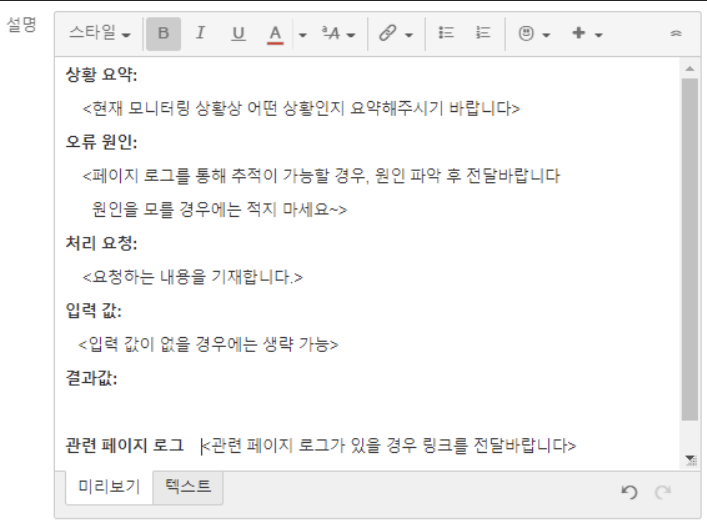 설명
스타일 B I U A ªA
상황 요약:
<현재 모니터링 상황상 어떤 상황인지 요약해주시기 바랍니다>
오류 원인:
<페이지 로그를 통해 추적이 가능할 경우, 원인 파악 후 전달바랍니다
원인을 모를 경우에는 적지 마세요~>
처리 요청:
<요청하는 내용을 기재합니다.>
입력 값:
<입력 값이 없을 경우에는 생략 가능>
결과값:
관련 페이지 로그 <관련 페이지 로그가 있을 경우 링크를 전달바랍니다>
미리보기 텍스트